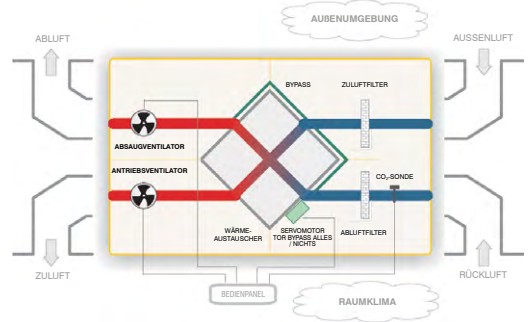 AUßENUMGEBUNG
ABLUFT
AUSSENLUFT
BYPASS
ZULUFTFILTER
ABSAUGVENTILATOR
ANTRIEBSVENTILATOR
CO₂-SONDE
WÄRME-
AUSTAUSCHER
SERVOMOTOR
TOR BYPASS ALLES
/ NICHTS
ABLUFTFILTER
ZULUFT
RÜCKLUFT
BEDIENPANEL
RAUMKLIMA